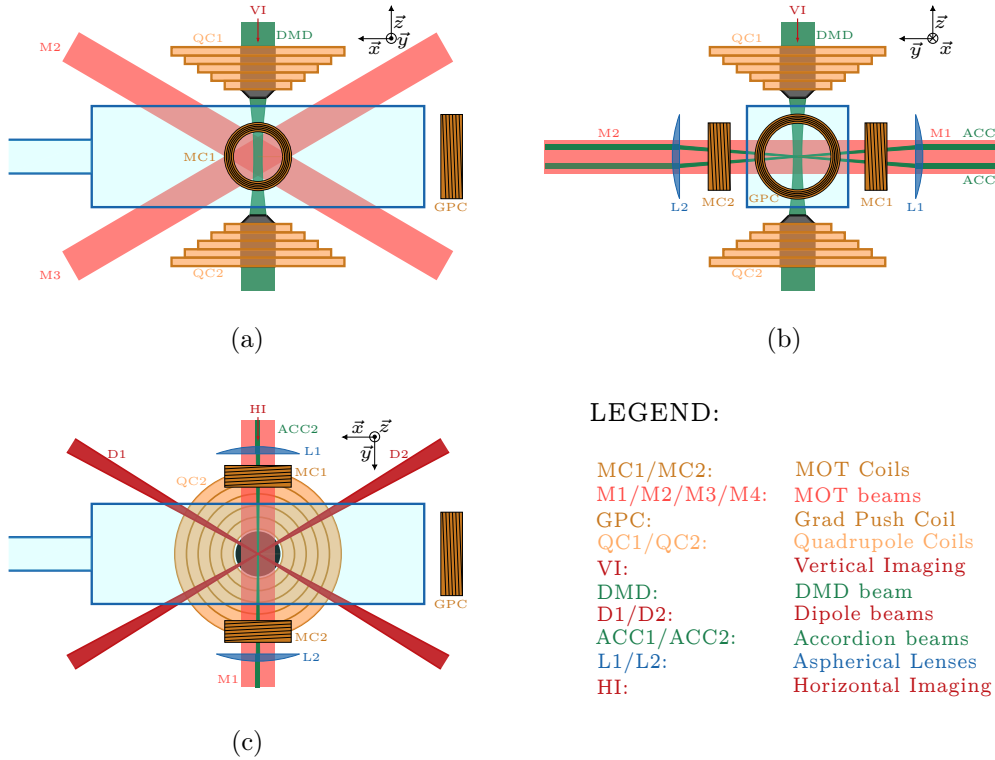 VI
QC1
DMD
M2
z⃗
x⃗
y⃗
MC1
GPC
M3
QC2
(a)
VI
QC1
DMD
z⃗
y⃗
x⃗
M2
M1
ACC
L2
MC2
GPC
MC1
L1
ACC
QC2
(b)
HI
ACC2
D1
L1
x⃗
z⃗
y⃗
D2
QC2
MC1
GPC
MC2
L2
M1
(c)
LEGEND:
MC1/MC2: MOT Coils
M1/M2/M3/M4: MOT beams
GPC: Grad Push Coil
QC1/QC2: Quadrupole Coils
VI: Vertical Imaging
DMD: DMD beam
D1/D2: Dipole beams
ACC1/ACC2: Accordion beams
L1/L2: Aspherical Lenses
HI: Horizontal Imaging